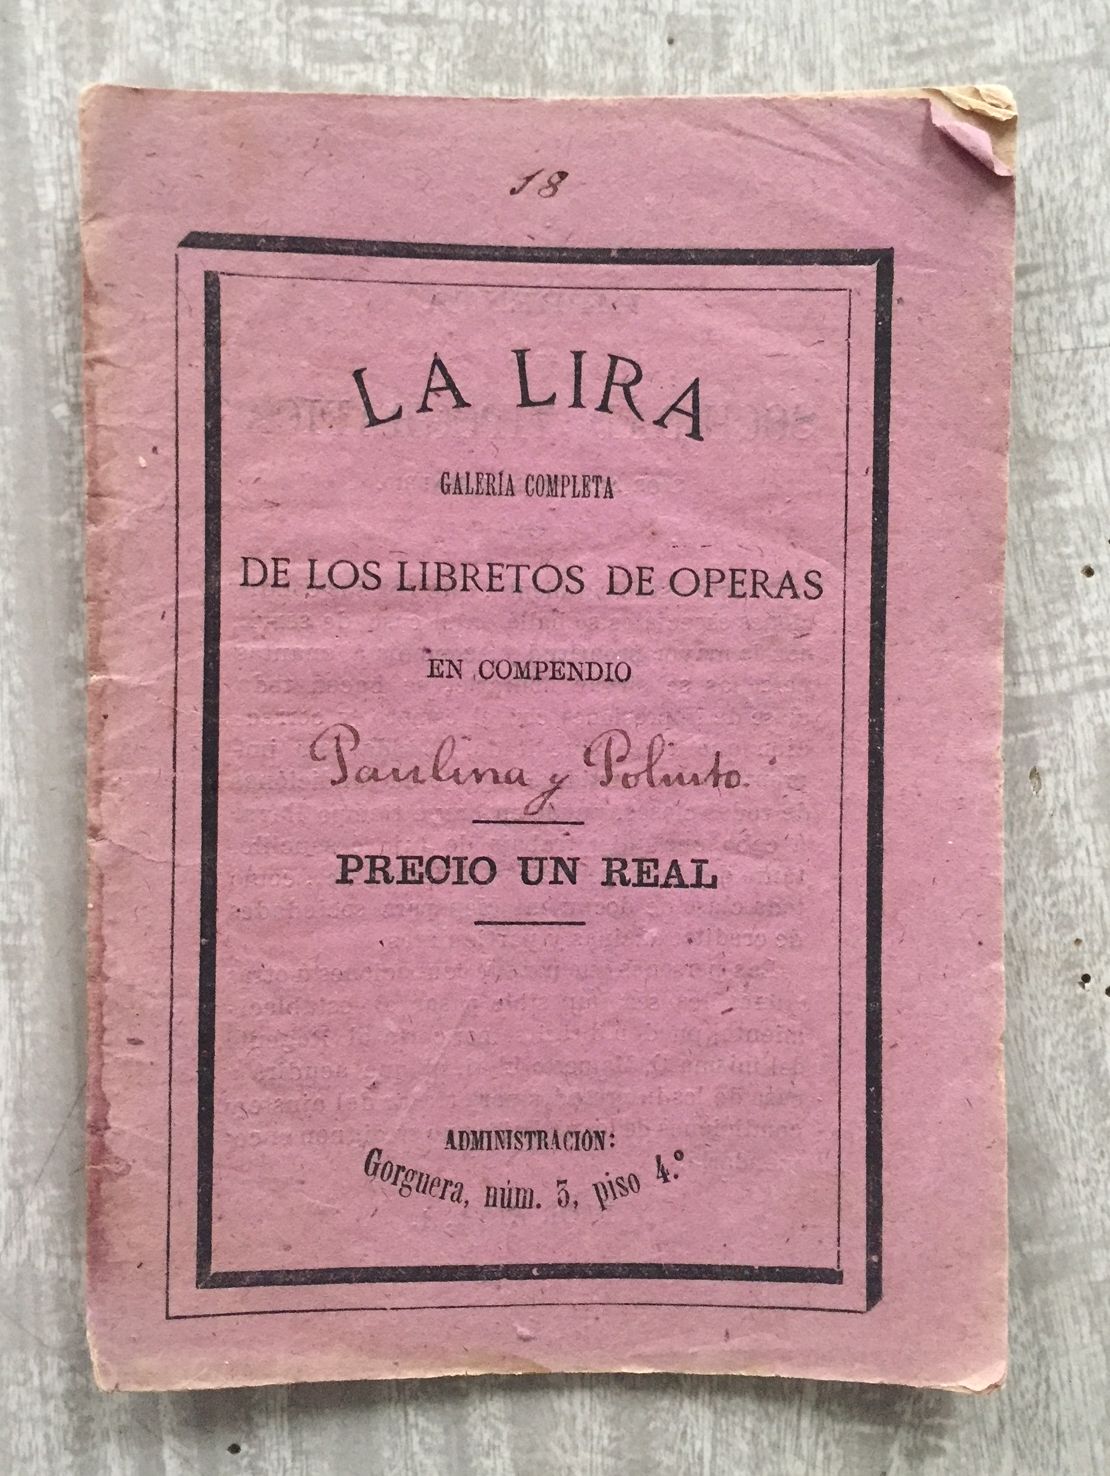 18
LA LIRA
GALERÍA COMPLETA
DE LOS LIBRETOS DE OPERAS
EN COMPENDIO
Paulina y Poliuto.
PRECIO UN REAL
ADMINISTRACIÓN:
Gorguera, núm. 3, piso 4.º